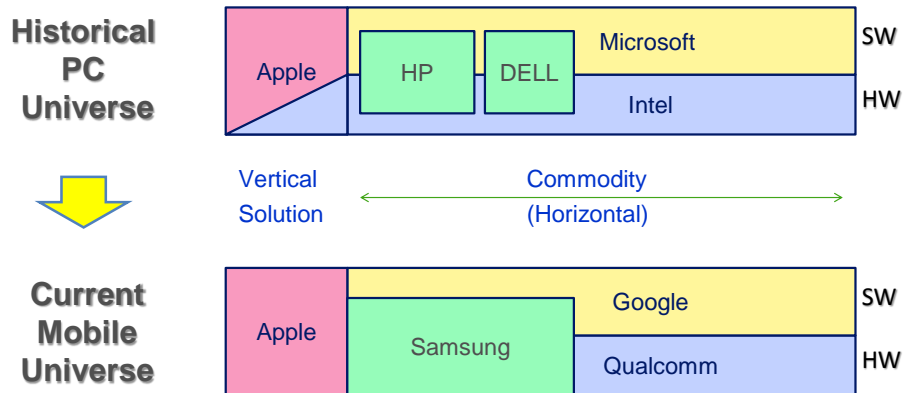 Historical
PC
Universe
Apple
HP
DELL
Microsoft
Intel
SW
HW
Vertical
Solution
Commodity
(Horizontal)
Current
Mobile
Universe
Apple
Samsung
Google
Qualcomm
SW
HW